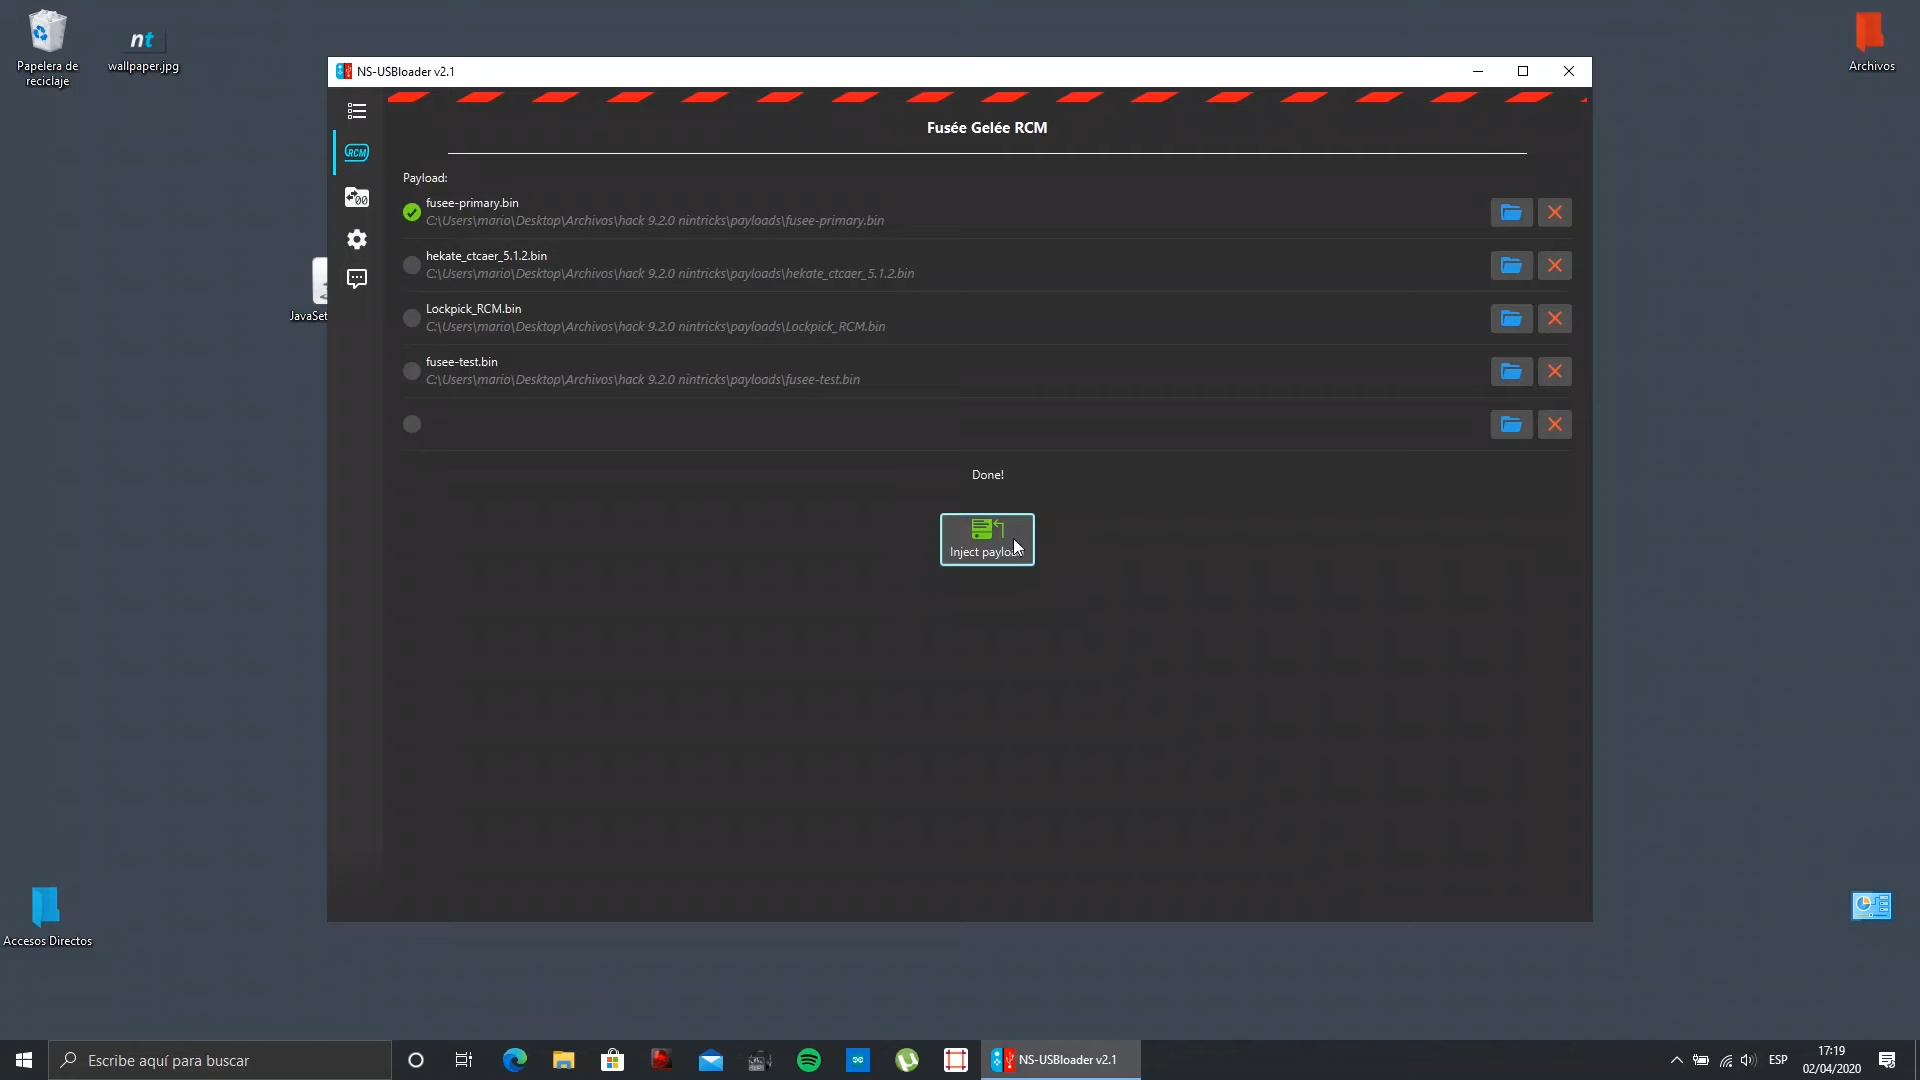 Papelera de
reciclaje
nt
wallpaper.jpg
Archivos
NS-USBloader v2.1
RCM
Fusée Gelée RCM
Payload:
fusee-primary.bin
C:\Users\mario\Desktop\Archivos\hack 9.2.0 nintricks\payloads\fusee-primary.bin
hekate_ctcaer_5.1.2.bin
C:\Users\mario\Desktop\Archivos\hack 9.2.0 nintricks\payloads\hekate_ctcaer_5.1.2.bin
Lockpick_RCM.bin
C:\Users\mario\Desktop\Archivos\hack 9.2.0 nintricks\payloads\Lockpick_RCM.bin
fusee-test.bin
C:\Users\mario\Desktop\Archivos\hack 9.2.0 nintricks\payloads\fusee-test.bin
JavaSet
Done!
Inject payload
Accesos Directos
Escribe aquí para buscar
NS-USBloader v2.1
ESP
17:19
02/04/2020